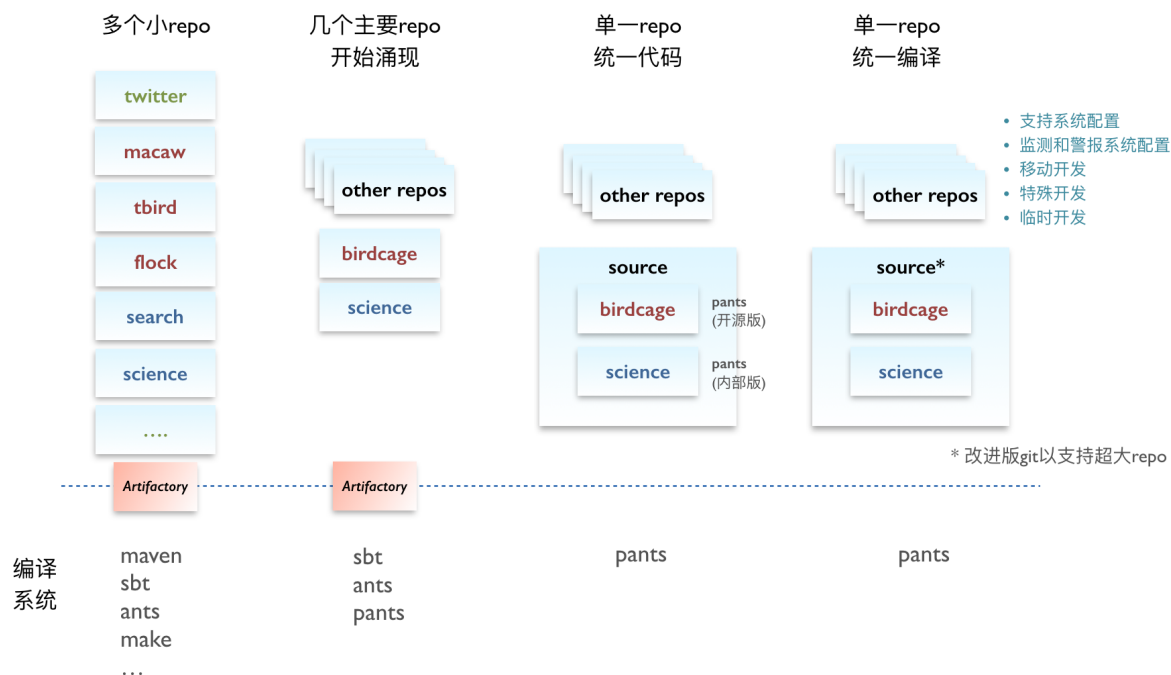 多个小repo
twitter
macaw
tbird
flock
search
science
....
Artifactory
几个主要repo
开始涌现
other repos
birdcage
science
Artifactory
单一repo
统一代码
other repos
source
birdcage
pants
(开源版)
science
pants
(内部版)
单一repo
统一编译
支持系统配置
监测和警报系统配置
移动开发
特殊开发
临时开发
other repos
source*
birdcage
science
* 改进版git以支持超大repo
编译
系统
maven
sbt
ants
make
...
sbt
ants
pants
pants
pants